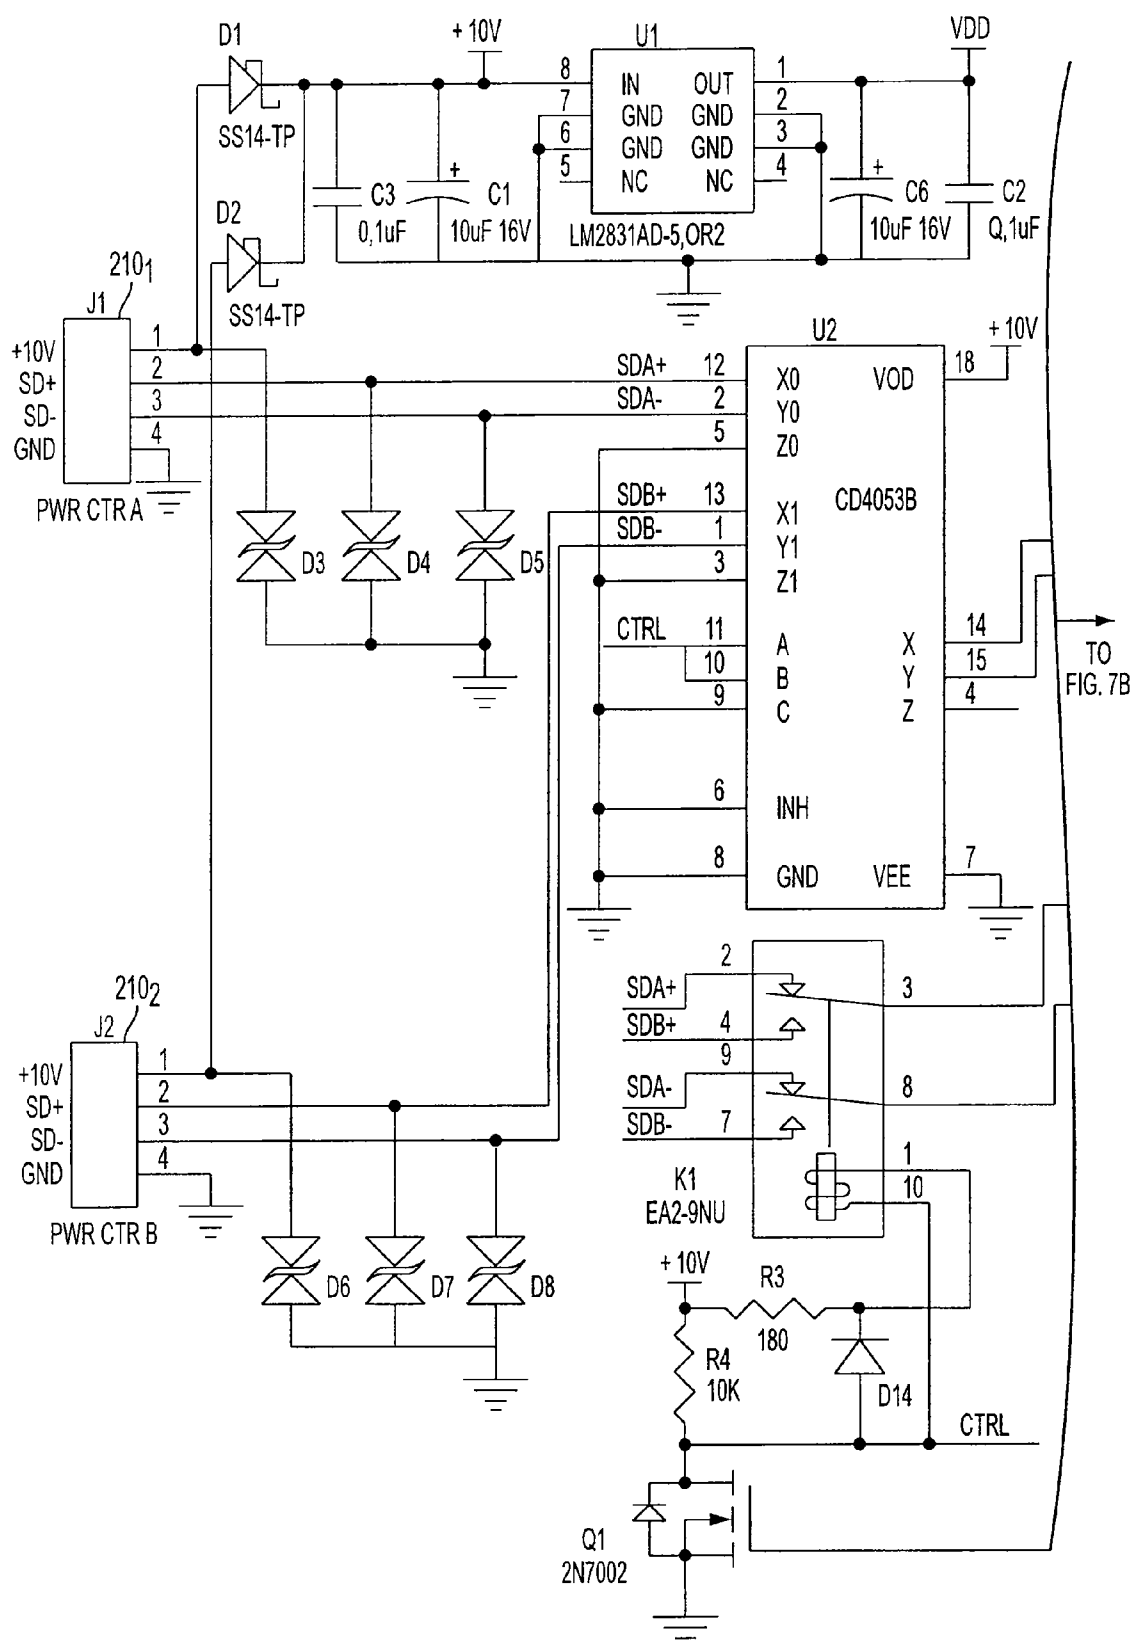 D1
+10V
U1
VDD
8
IN
OUT
1
7
GND
GND
2
6
GND
GND
3
5
NC
NC
4
SS14-TP
C3
0,1uF
C1
10uF 16V
+
LM2831AD-5,OR2
+
C6
10uF 16V
C2
Q,1uF
D2
SS14-TP
210₁
J1
+10V
1
SD+
2
SD-
3
GND
4
PWR CTR A
D3
D4
D5
U2
+10V
SDA+
12
X0
VOD
18
SDA-
2
Y0
5
Z0
CD4053B
SDB+
13
X1
SDB-
1
Y1
3
Z1
CTRL
11
A
X
14
10
B
Y
15
9
C
Z
4
6
INH
8
GND
VEE
7
TO
FIG. 7B
210₂
J2
+10V
1
SD+
2
SD-
3
GND
4
PWR CTR B
D6
D7
D8
SDA+
2
3
SDB+
4
9
SDA-
8
SDB-
7
1
10
K1
EA2-9NU
+10V
R3
180
R4
10K
D14
CTRL
Q1
2N7002